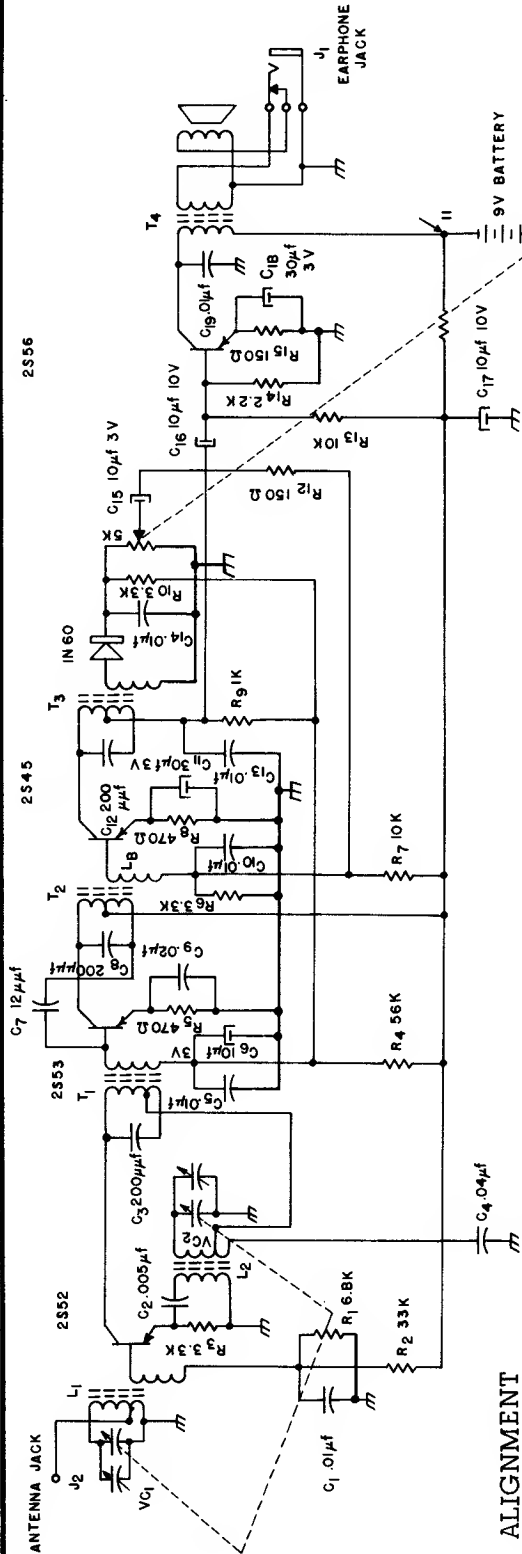 ANTENNA JACK
J2
L1
VC1
2S52
C2 .005µf
R3 3.3K
L2
VC2
C1 .01µf
R1 6.8K
R2 33K
C4 .04µf
C3 200µµf
T1
2S53
C7 12µµf
C8 200µµf
R5 470Ω
C9 .02µf
C5 .01µf
C6 10µf
3V
R4 56K
T2
LB
2S45
C12 200
µµf
R8 470Ω
C11 30µf 3V
R6 3.3K
C10 .01µf
C13 .01µf
R7 10K
R9 1K
T3
1N60
C14 .01µf
R10 3.3K
5K
C15 10µf 3V
R12 150Ω
C16 10µf 10V
R13 10K
R14 2.2K
R15 150Ω
C18
30µf
3V
C19 .01µf
2S56
T4
C17 10µf 10V
11
9V BATTERY
J1
EARPHONE
JACK
ALIGNMENT